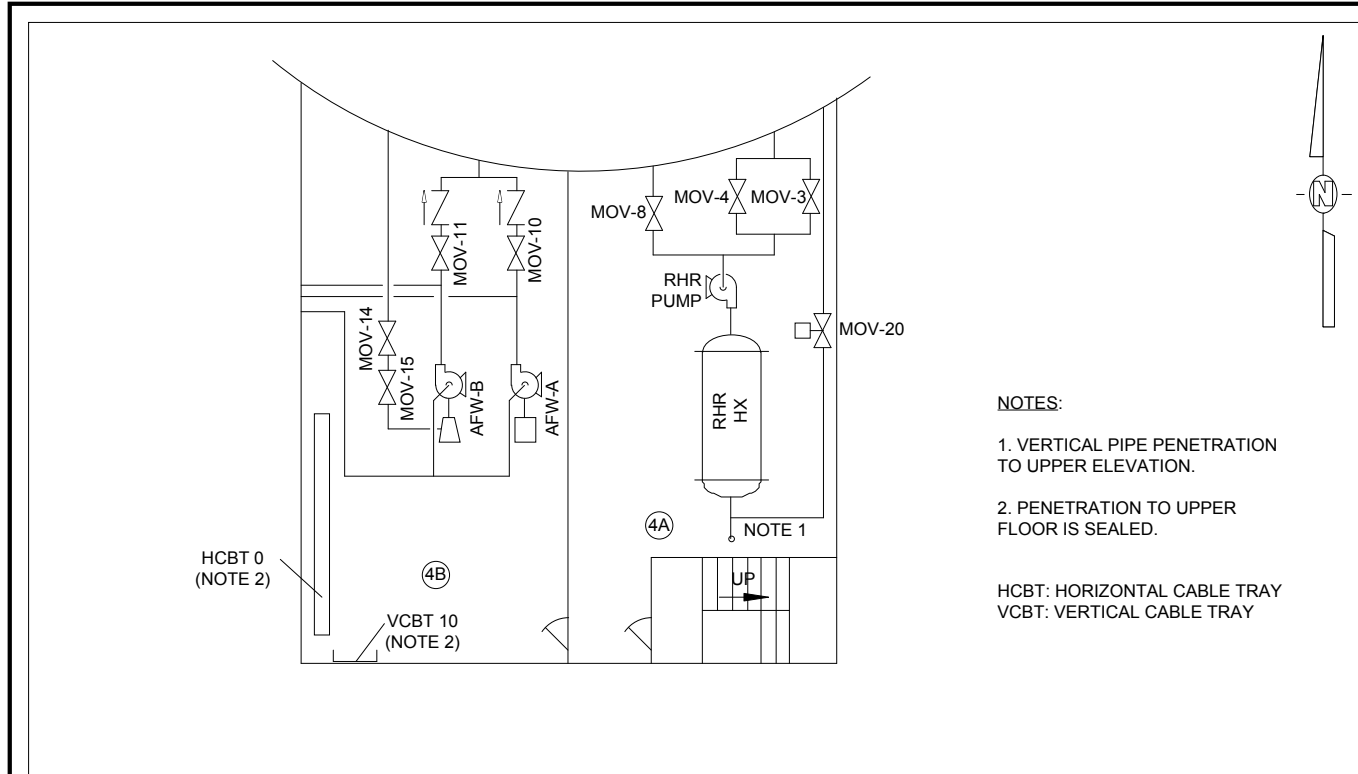 MOV-8
MOV-4
MOV-3
MOV-11
MOV-10
RHR
PUMP
MOV-14
MOV-15
MOV-20
AFW-B
AFW-A
RHR
HX
4A
NOTE 1
UP
HCBT 0
(NOTE 2)
4B
VCBT 10
(NOTE 2)
N
NOTES:
1. VERTICAL PIPE PENETRATION
TO UPPER ELEVATION.
2. PENETRATION TO UPPER
FLOOR IS SEALED.
HCBT: HORIZONTAL CABLE TRAY
VCBT: VERTICAL CABLE TRAY